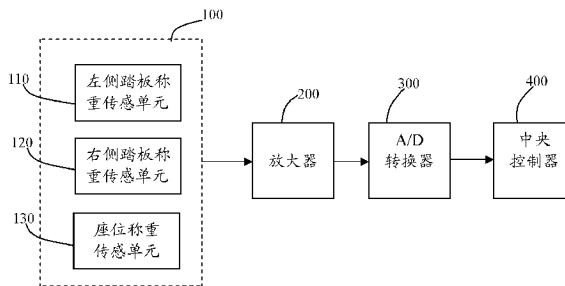 100
110
左侧踏板称
重传感单元
120
右侧踏板称
重传感单元
130
座位称重
传感单元
200
放大器
300
A/D
转换器
400
中央
控制器